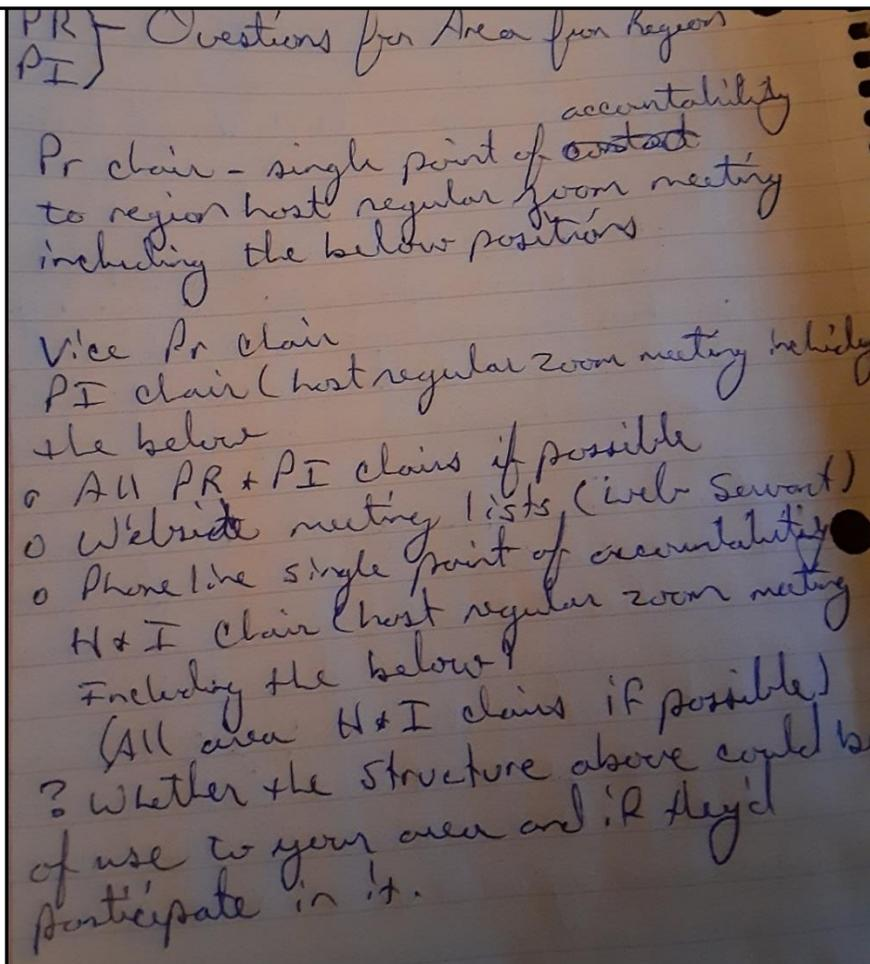 PR } - Questions for Area from Region
PI }
accountability
Pr chair - single point of contact
to region host regular zoom meeting
including the below positions
Vice Pr Chair
PI chair (host regular zoom meeting includg
the below
o All PR + PI chairs if possible
o Website meeting lists, (web Servant)
o Phone line single point of accountability
H & I Chair (host regular zoom meeting
Including the below?
(All area H & I chairs if possible)
? Whether the structure above could b
of use to your area and if they'd
participate in it.